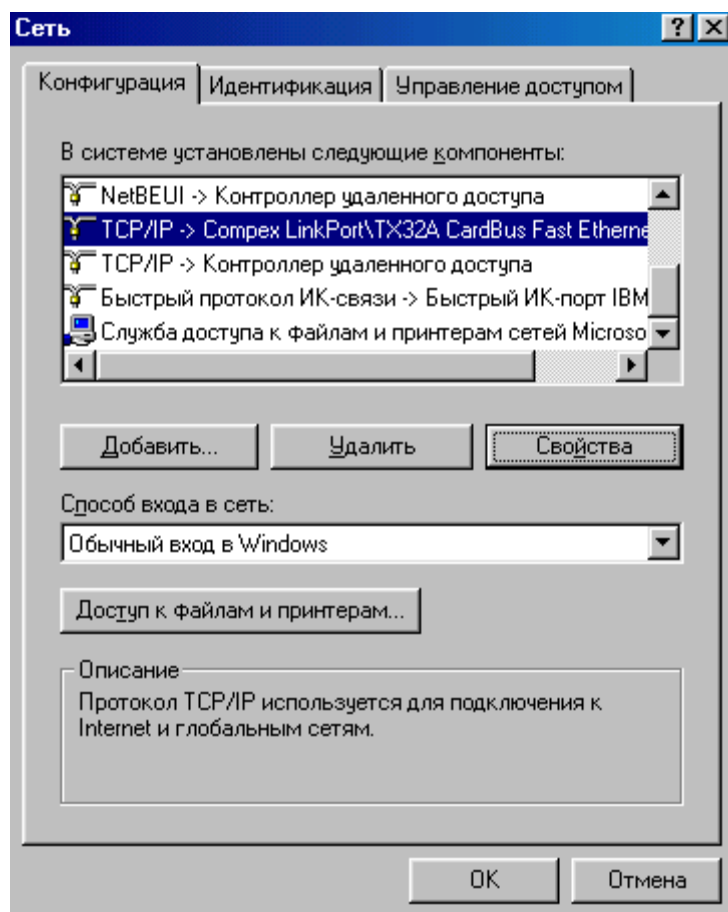 Сеть
Конфигурация Идентификация Управление доступом
В системе установлены следующие компоненты:
NetBEUI -> Контроллер удаленного доступа
TCP/IP -> Compex LinkPort\TX32A CardBus Fast Etherne
TCP/IP -> Контроллер удаленного доступа
Быстрый протокол ИК-связи -> Быстрый ИК-порт IBM
Служба доступа к файлам и принтерам сетей Microso
Добавить... Удалить Свойства
Способ входа в сеть:
Обычный вход в Windows
Доступ к файлам и принтерам...
Описание
Протокол TCP/IP используется для подключения к
Internet и глобальным сетям.
OK Отмена